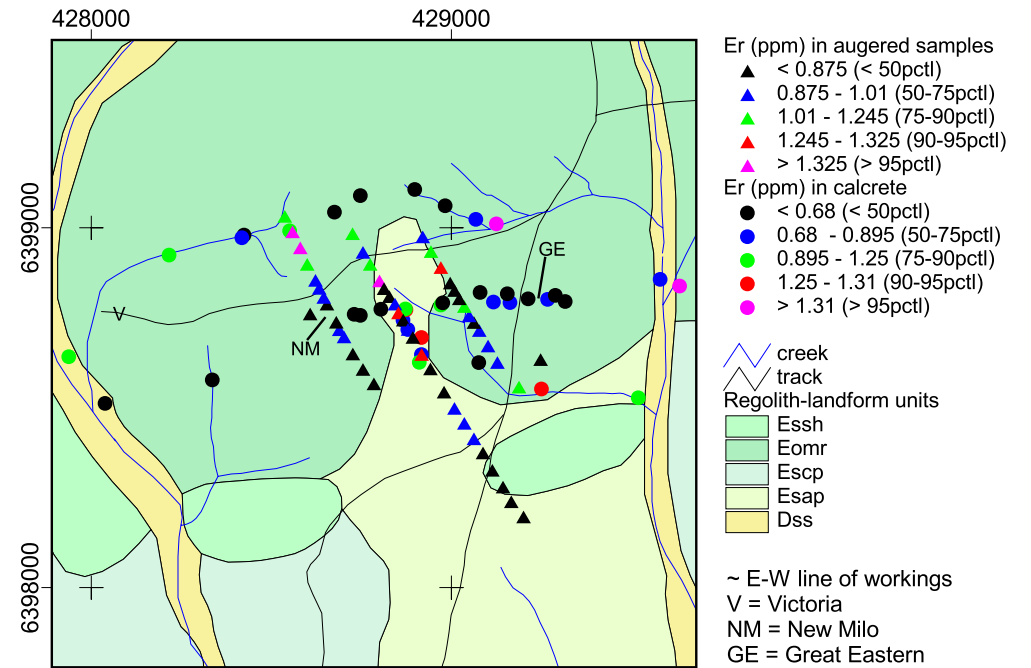 428000
429000
6399000
6398000
V
NM
GE
Er (ppm) in augered samples
< 0.875 (< 50pctl)
0.875 - 1.01 (50-75pctl)
1.01 - 1.245 (75-90pctl)
1.245 - 1.325 (90-95pctl)
> 1.325 (> 95pctl)
Er (ppm) in calcrete
< 0.68 (< 50pctl)
0.68 - 0.895 (50-75pctl)
0.895 - 1.25 (75-90pctl)
1.25 - 1.31 (90-95pctl)
> 1.31 (> 95pctl)
creek
track
Regolith-landform units
Essh
Eomr
Escp
Esap
Dss
~ E-W line of workings
V = Victoria
NM = New Milo
GE = Great Eastern